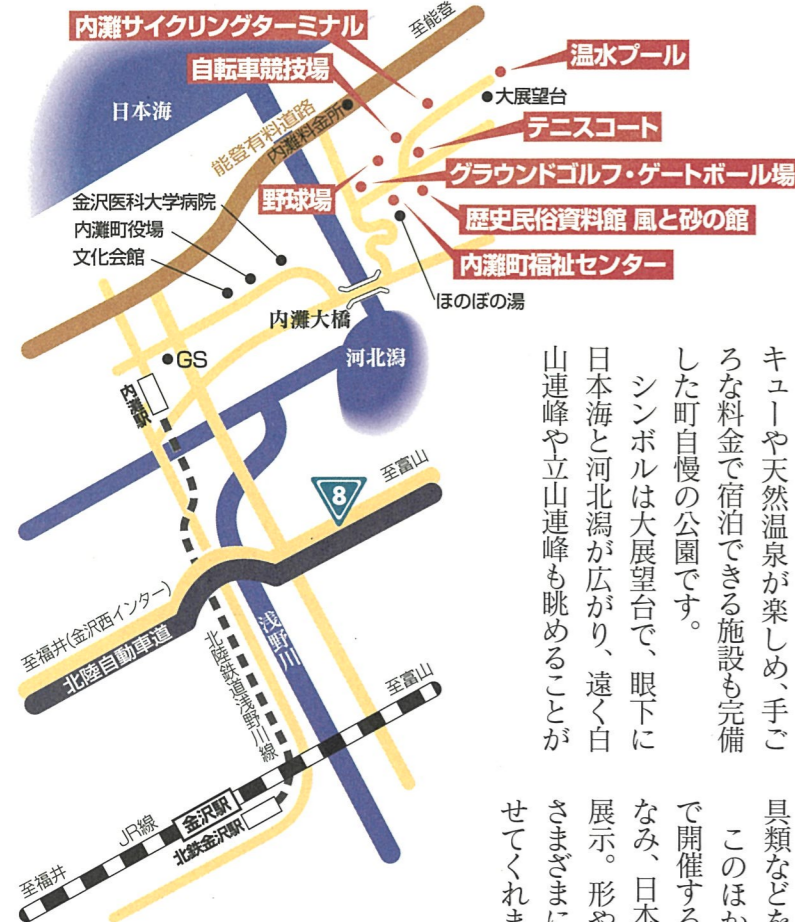 至能登
内灘サイクリングターミナル
温水プール
自転車競技場
大展望台
日本海
能登有料道路
内灘料金所
テニスコート
グラウンドゴルフ・ゲートボール場
金沢医科大学病院
野球場
歴史民俗資料館 風と砂の館
内灘町役場
文化会館
内灘町福祉センター
ほのぼの湯
内灘大橋
GS
河北潟
内灘駅
至富山
8
至福井(金沢西インター)
北陸自動車道
浅野川
北陸鉄道浅野川線
至富山
JR線
金沢駅
北鉄金沢駅
至福井
キューや天然温泉が楽しめ、手ご
ろな料金で宿泊できる施設も完備
した町自慢の公園です。
シンボルは大展望台で、眼下に
日本海と河北潟が広がり、遠く白
山連峰や立山連峰も眺めることが
具類などを
このほか
で開催する
なみ、日本
展示。形や
さまざまに
せてくれま